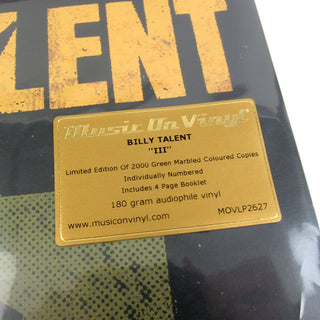 LENT
Music On Vinyl
BILLY TALENT
"III"
Limited Edition Of 2000 Green Marbled Coloured Copies
Individually Numbered
Includes 4 Page Booklet
180 gram audiophile vinyl
www.musiconvinyl.com MOVLP2627